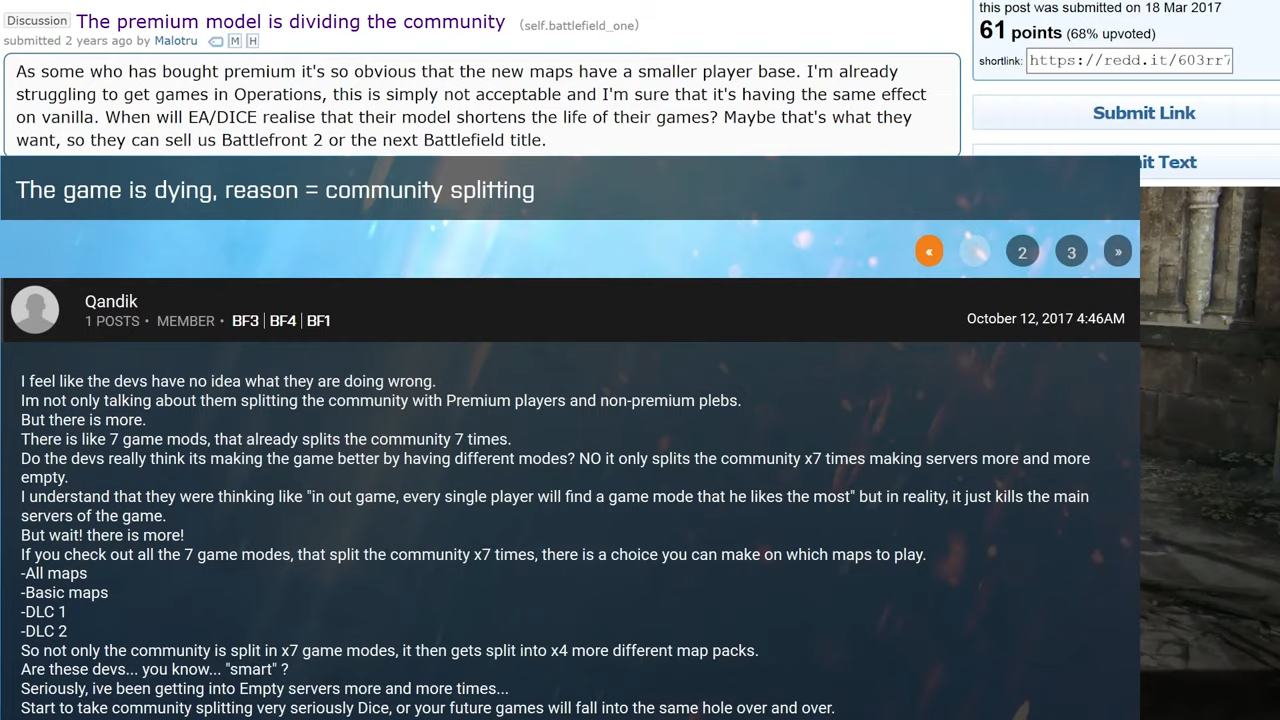 Discussion The premium model is dividing the community (self.battlefield_one)
submitted 2 years ago by Malotru M H
As some who has bought premium it's so obvious that the new maps have a smaller player base. I'm already
struggling to get games in Operations, this is simply not acceptable and I'm sure that it's having the same effect
on vanilla. When will EA/DICE realise that their model shortens the life of their games? Maybe that's what they
want, so they can sell us Battlefront 2 or the next Battlefield title.
this post was submitted on 18 Mar 2017
61 points (68% upvoted)
shortlink: https://redd.it/603rr7
Submit Link
it Text
The game is dying, reason = community splitting
« 2 3 »
Qandik
1 POSTS • MEMBER • BF3 | BF4 | BF1
October 12, 2017 4:46AM
I feel like the devs have no idea what they are doing wrong.
Im not only talking about them splitting the community with Premium players and non-premium plebs.
But there is more.
There is like 7 game mods, that already splits the community 7 times.
Do the devs really think its making the game better by having different modes? NO it only splits the community x7 times making servers more and more
empty.
I understand that they were thinking like "in out game, every single player will find a game mode that he likes the most" but in reality, it just kills the main
servers of the game.
But wait! there is more!
If you check out all the 7 game modes, that split the community x7 times, there is a choice you can make on which maps to play.
-All maps
-Basic maps
-DLC 1
-DLC 2
So not only the community is split in x7 game modes, it then gets split into x4 more different map packs.
Are these devs... you know... "smart" ?
Seriously, ive been getting into Empty servers more and more times...
Start to take community splitting very seriously Dice, or your future games will fall into the same hole over and over.